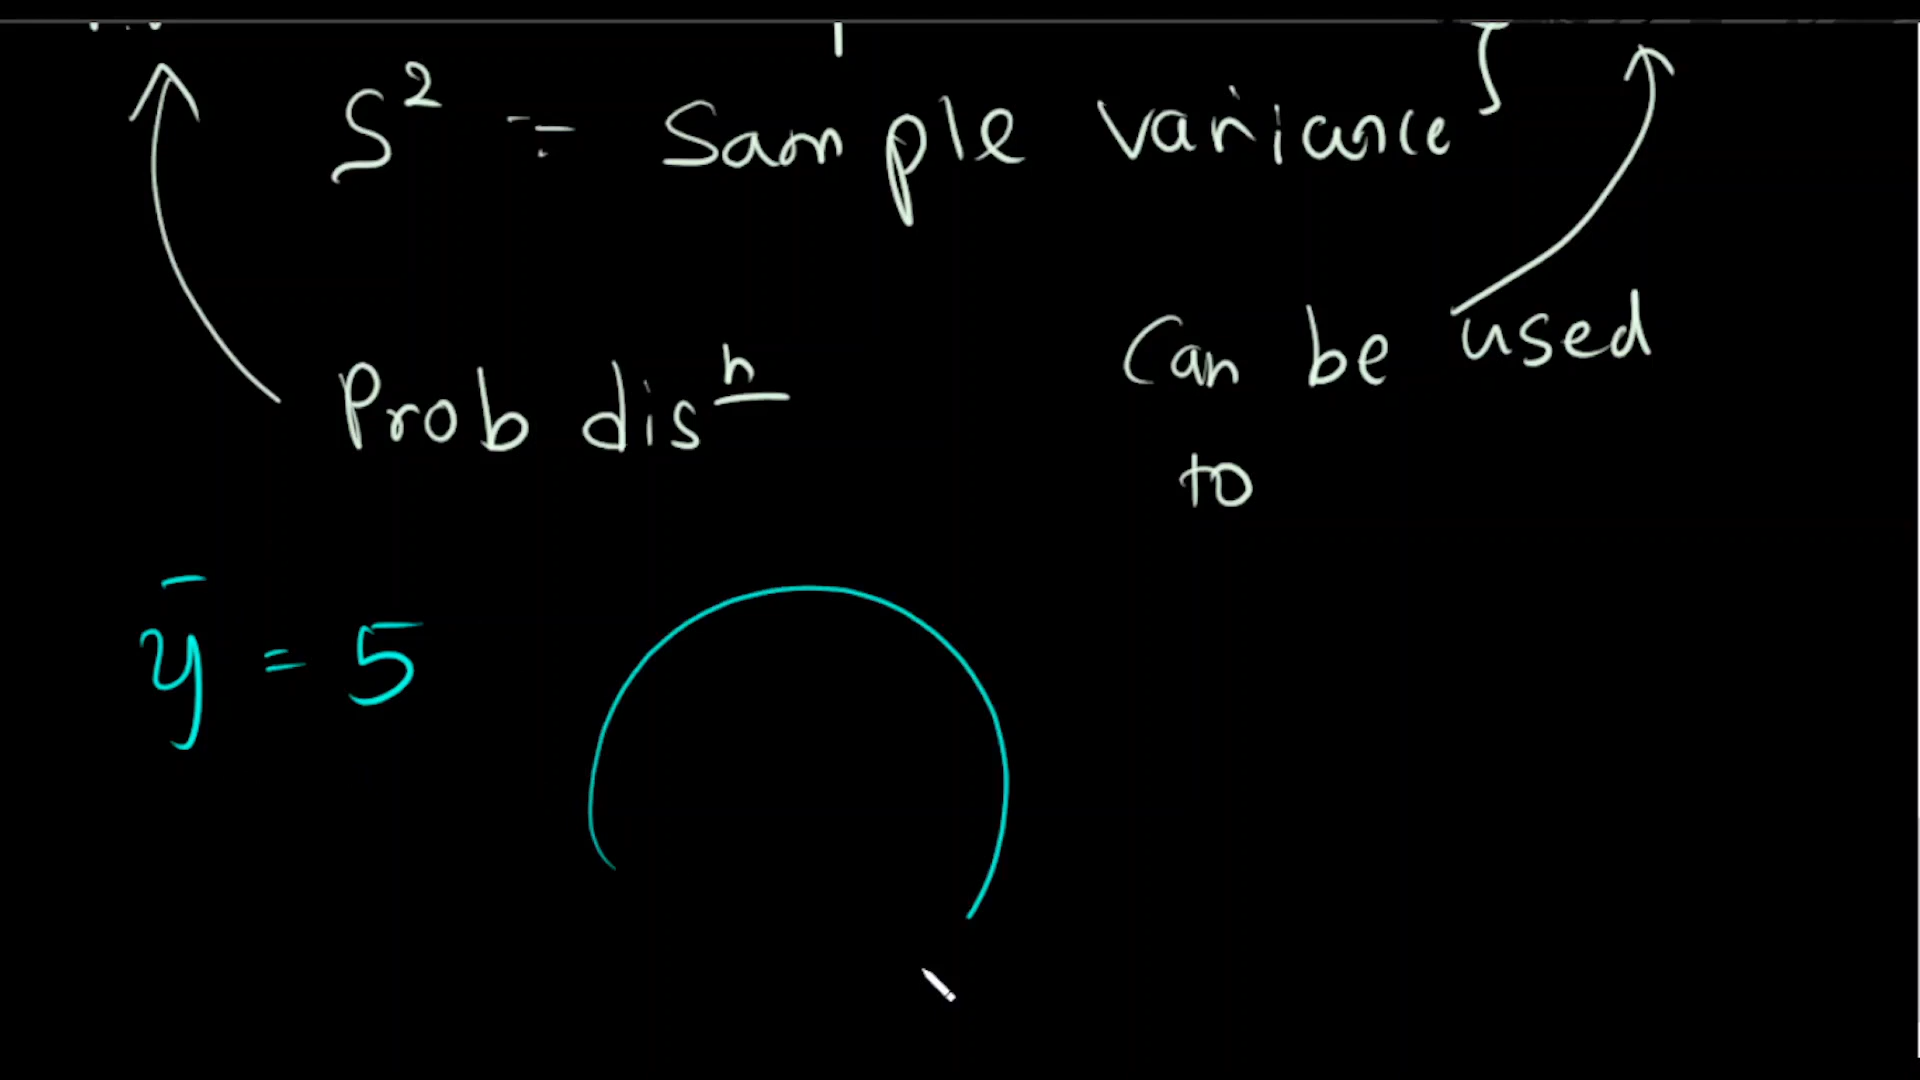 S² = Sample variance
Prob disⁿ
Can be used
to
ȳ = 5